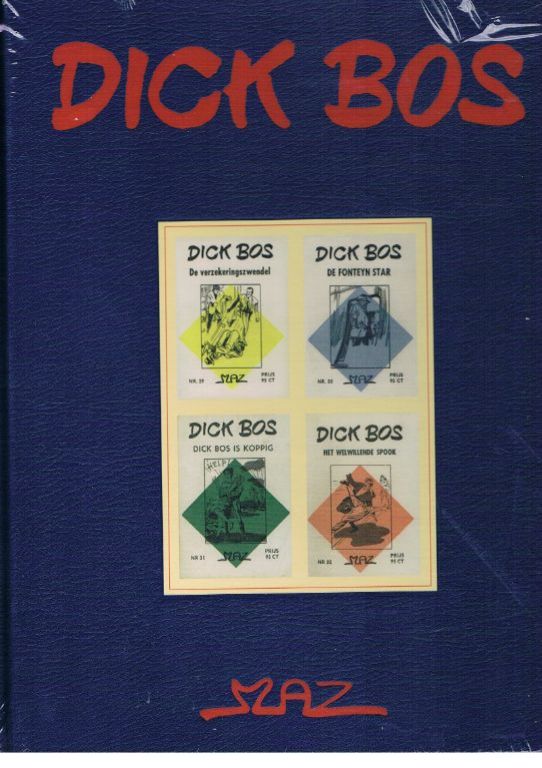 DICK BOS
DICK BOS
De verzekeringszwendel
NR. 29
MAZ
PRIJS
95 CT
DICK BOS
DE FONTEYN STAR
NR. 30
MAZ
PRIJS
95 CT
DICK BOS
DICK BOS IS KOPPIG
HELP
NR 31
MAZ
PRIJS
95 CT
DICK BOS
HET WELWILLENDE SPOOK
NR. 32
MAZ
PRIJS
95 CT
MAZ